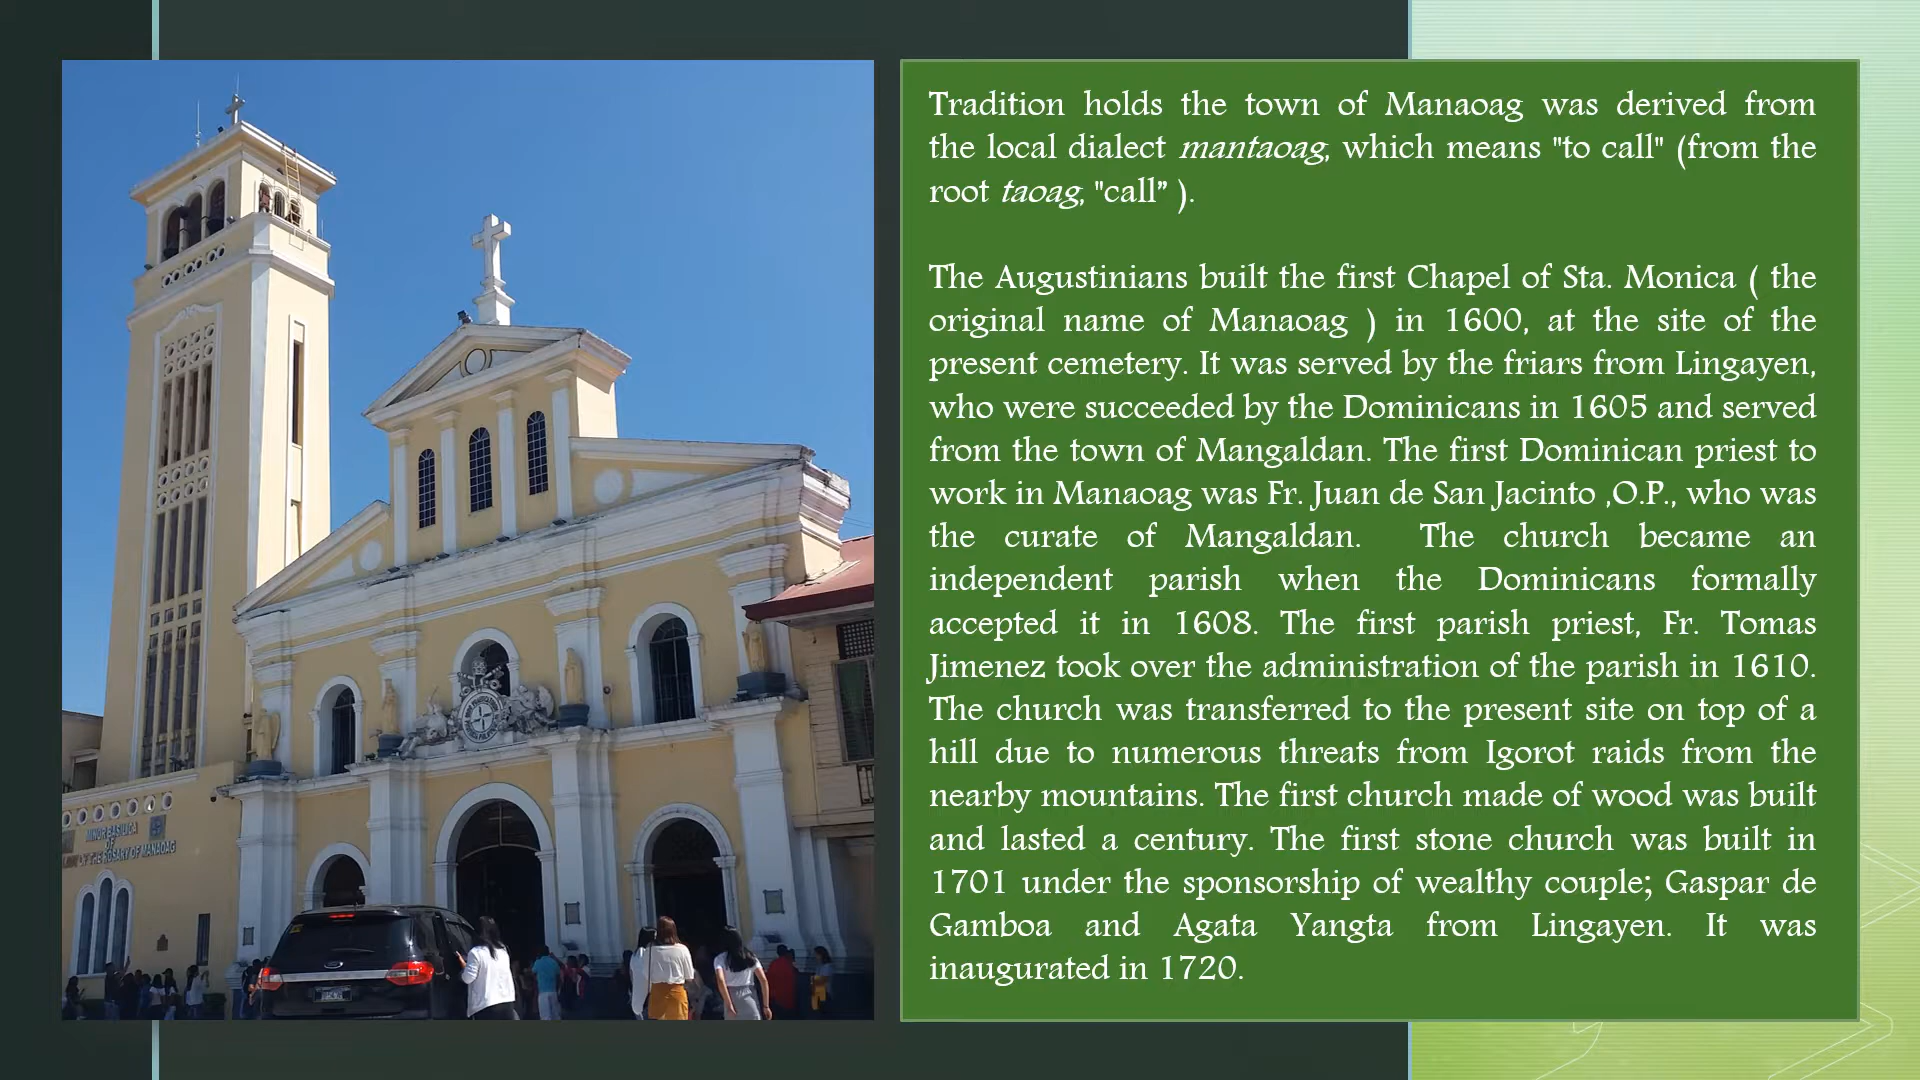 Tradition holds the town of Manaoag was derived from
the local dialect mantaoag, which means "to call" (from the
root taoag, "call” ).
The Augustinians built the first Chapel of Sta. Monica ( the
original name of Manaoag ) in 1600, at the site of the
present cemetery. It was served by the friars from Lingayen,
who were succeeded by the Dominicans in 1605 and served
from the town of Mangaldan. The first Dominican priest to
work in Manaoag was Fr. Juan de San Jacinto ,O.P., who was
the curate of Mangaldan. The church became an
independent parish when the Dominicans formally
accepted it in 1608. The first parish priest, Fr. Tomas
Jimenez took over the administration of the parish in 1610.
The church was transferred to the present site on top of a
hill due to numerous threats from Igorot raids from the
nearby mountains. The first church made of wood was built
and lasted a century. The first stone church was built in
1701 under the sponsorship of wealthy couple; Gaspar de
Gamboa and Agata Yangta from Lingayen. It was
inaugurated in 1720.
MINOR BASILICA
OF
OF THE ROSARY OF MANAOAG